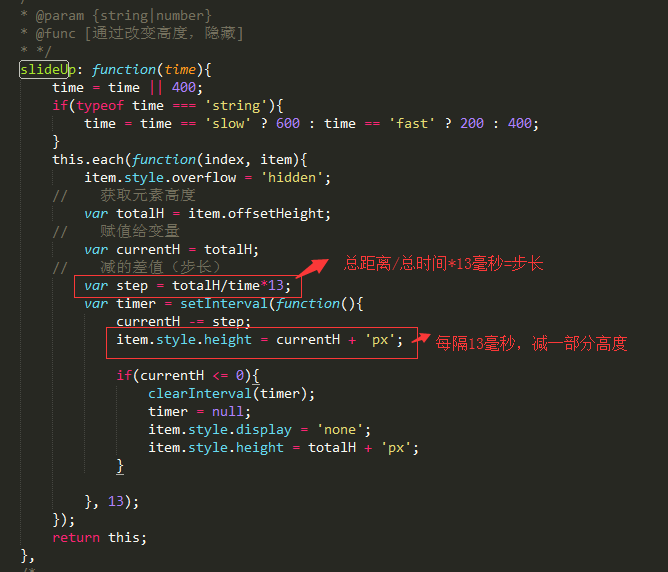 /
* @param {string|number}
* @func [通过改变高度，隐藏]
* */
slideUp: function(time){
time = time || 400;
if(typeof time === 'string'){
time = time == 'slow' ? 600 : time == 'fast' ? 200 : 400;
}
this.each(function(index, item){
item.style.overflow = 'hidden';
// 获取元素高度
var totalH = item.offsetHeight;
// 赋值给变量
var currentH = totalH;
// 减的差值（步长）
总距离/总时间*13毫秒=步长
var step = totalH/time*13;
var timer = setInterval(function(){
currentH -= step;
item.style.height = currentH + 'px';
每隔13毫秒，减一部分高度
if(currentH <= 0){
clearInterval(timer);
timer = null;
item.style.display = 'none';
item.style.height = totalH + 'px';
}
}, 13);
});
return this;
},
/*